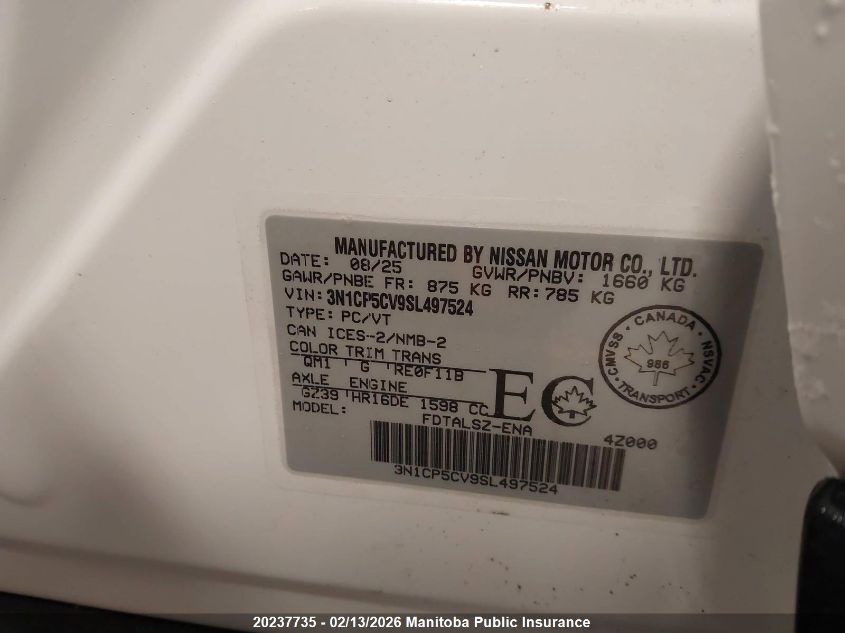 MANUFACTURED BY NISSAN MOTOR CO., LTD.
DATE: 08/25 GVWR/PNBV: 1660 KG
GAWR/PNBE FR: 875 KG RR: 785 KG
VIN: 3N1CP5CV9SL497524
TYPE: PC/VT
CAN ICES-2/NMB-2
COLOR TRIM TRANS
QM1 G RE0F11B
AXLE ENGINE
GZ39 HR16DE 1598 CC
MODEL: FDTALSZ-ENA
EC
4Z000
3N1CP5CV9SL497524
CANADA
CMVSS NSVAC
986
TRANSPORT
20237735 - 02/13/2026 Manitoba Public Insurance